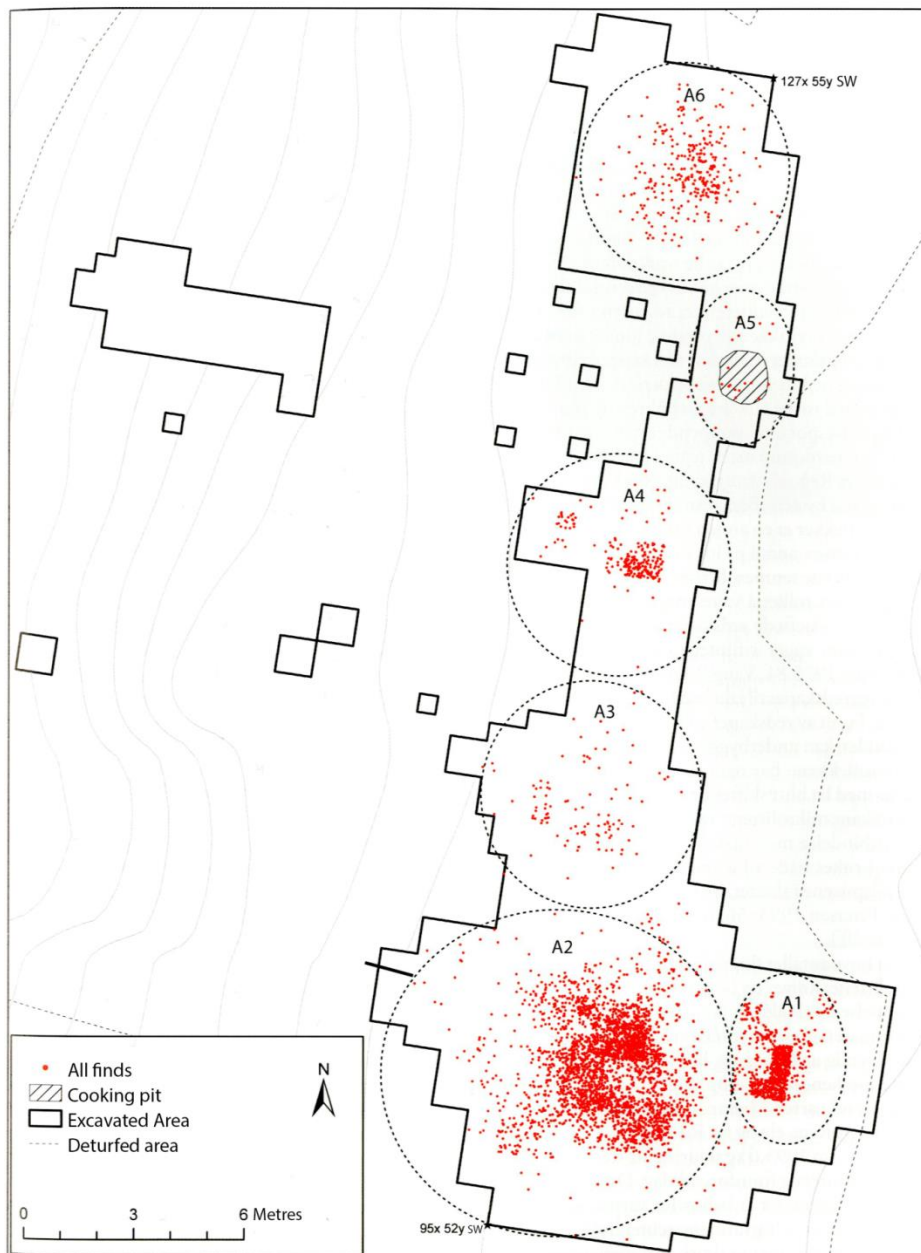 127x 55y SW
A6
A5
A4
A3
A2
A1
All finds
Cooking pit
Excavated Area
Deturfed area
N
0 3 6 Metres
95x 52y SW